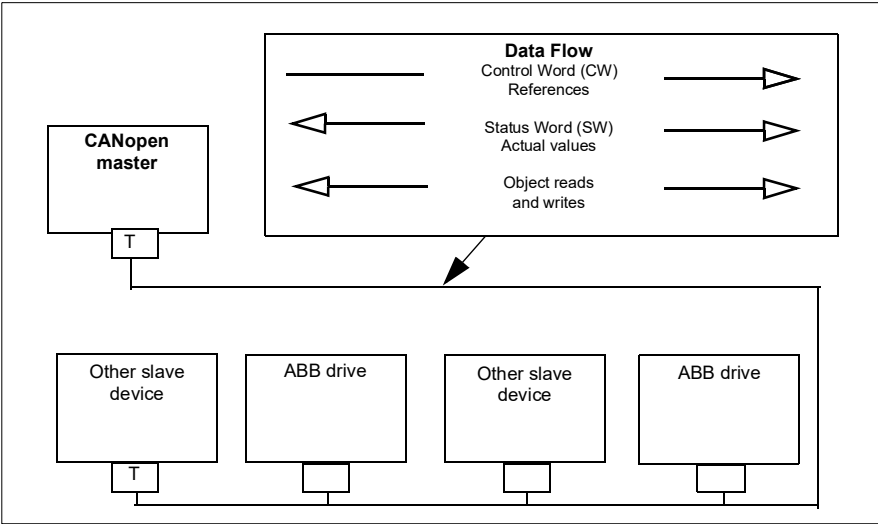 Data Flow
Control Word (CW)
References
Status Word (SW)
Actual values
Object reads
and writes
CANopen
master
T
Other slave
device
ABB drive
Other slave
device
ABB drive
T